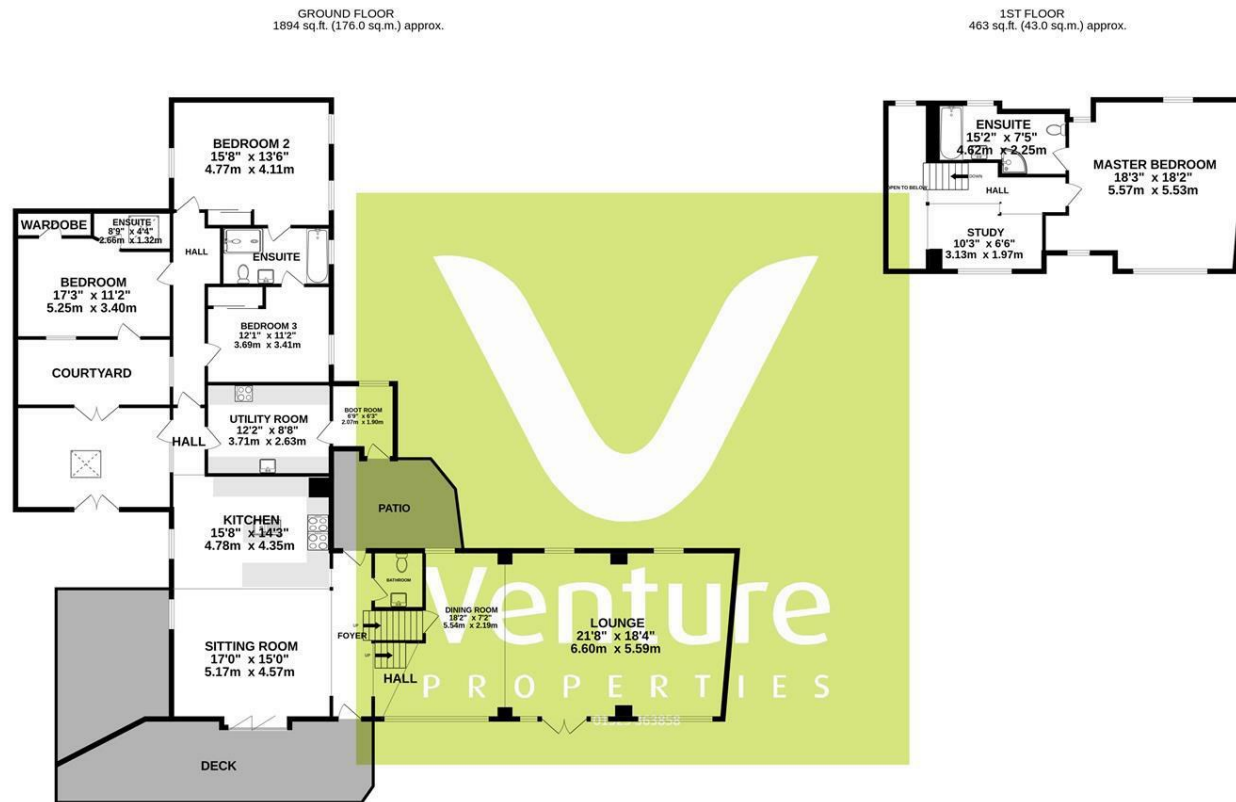 GROUND FLOOR
1894 sq.ft. (176.0 sq.m.) approx.
1ST FLOOR
463 sq.ft. (43.0 sq.m.) approx.
BEDROOM 2
15'8" x 13'6"
4.77m x 4.11m
WARDOBE
ENSUITE
8'9" x 4'4"
2.66m x 1.32m
HALL
ENSUITE
BEDROOM
17'3" x 11'2"
5.25m x 3.40m
BEDROOM 3
12'1" x 11'2"
3.69m x 3.41m
COURTYARD
UTILITY ROOM
12'2" x 8'8"
3.71m x 2.63m
BOOT ROOM
6'9" x 6'3"
2.07m x 1.90m
HALL
PATIO
KITCHEN
15'8" x 14'3"
4.78m x 4.35m
BATHROOM
DINING ROOM
18'2" x 7'2"
5.54m x 2.19m
LOUNGE
21'8" x 18'4"
6.60m x 5.59m
UP
FOYER
UP
SITTING ROOM
17'0" x 15'0"
5.17m x 4.57m
HALL
DECK
Venture
PROPERTIES
ENSUITE
15'2" x 7'5"
4.62m x 2.25m
MASTER BEDROOM
18'3" x 18'2"
5.57m x 5.53m
DOWN
OPEN TO BELOW
HALL
STUDY
10'3" x 6'6"
3.13m x 1.97m